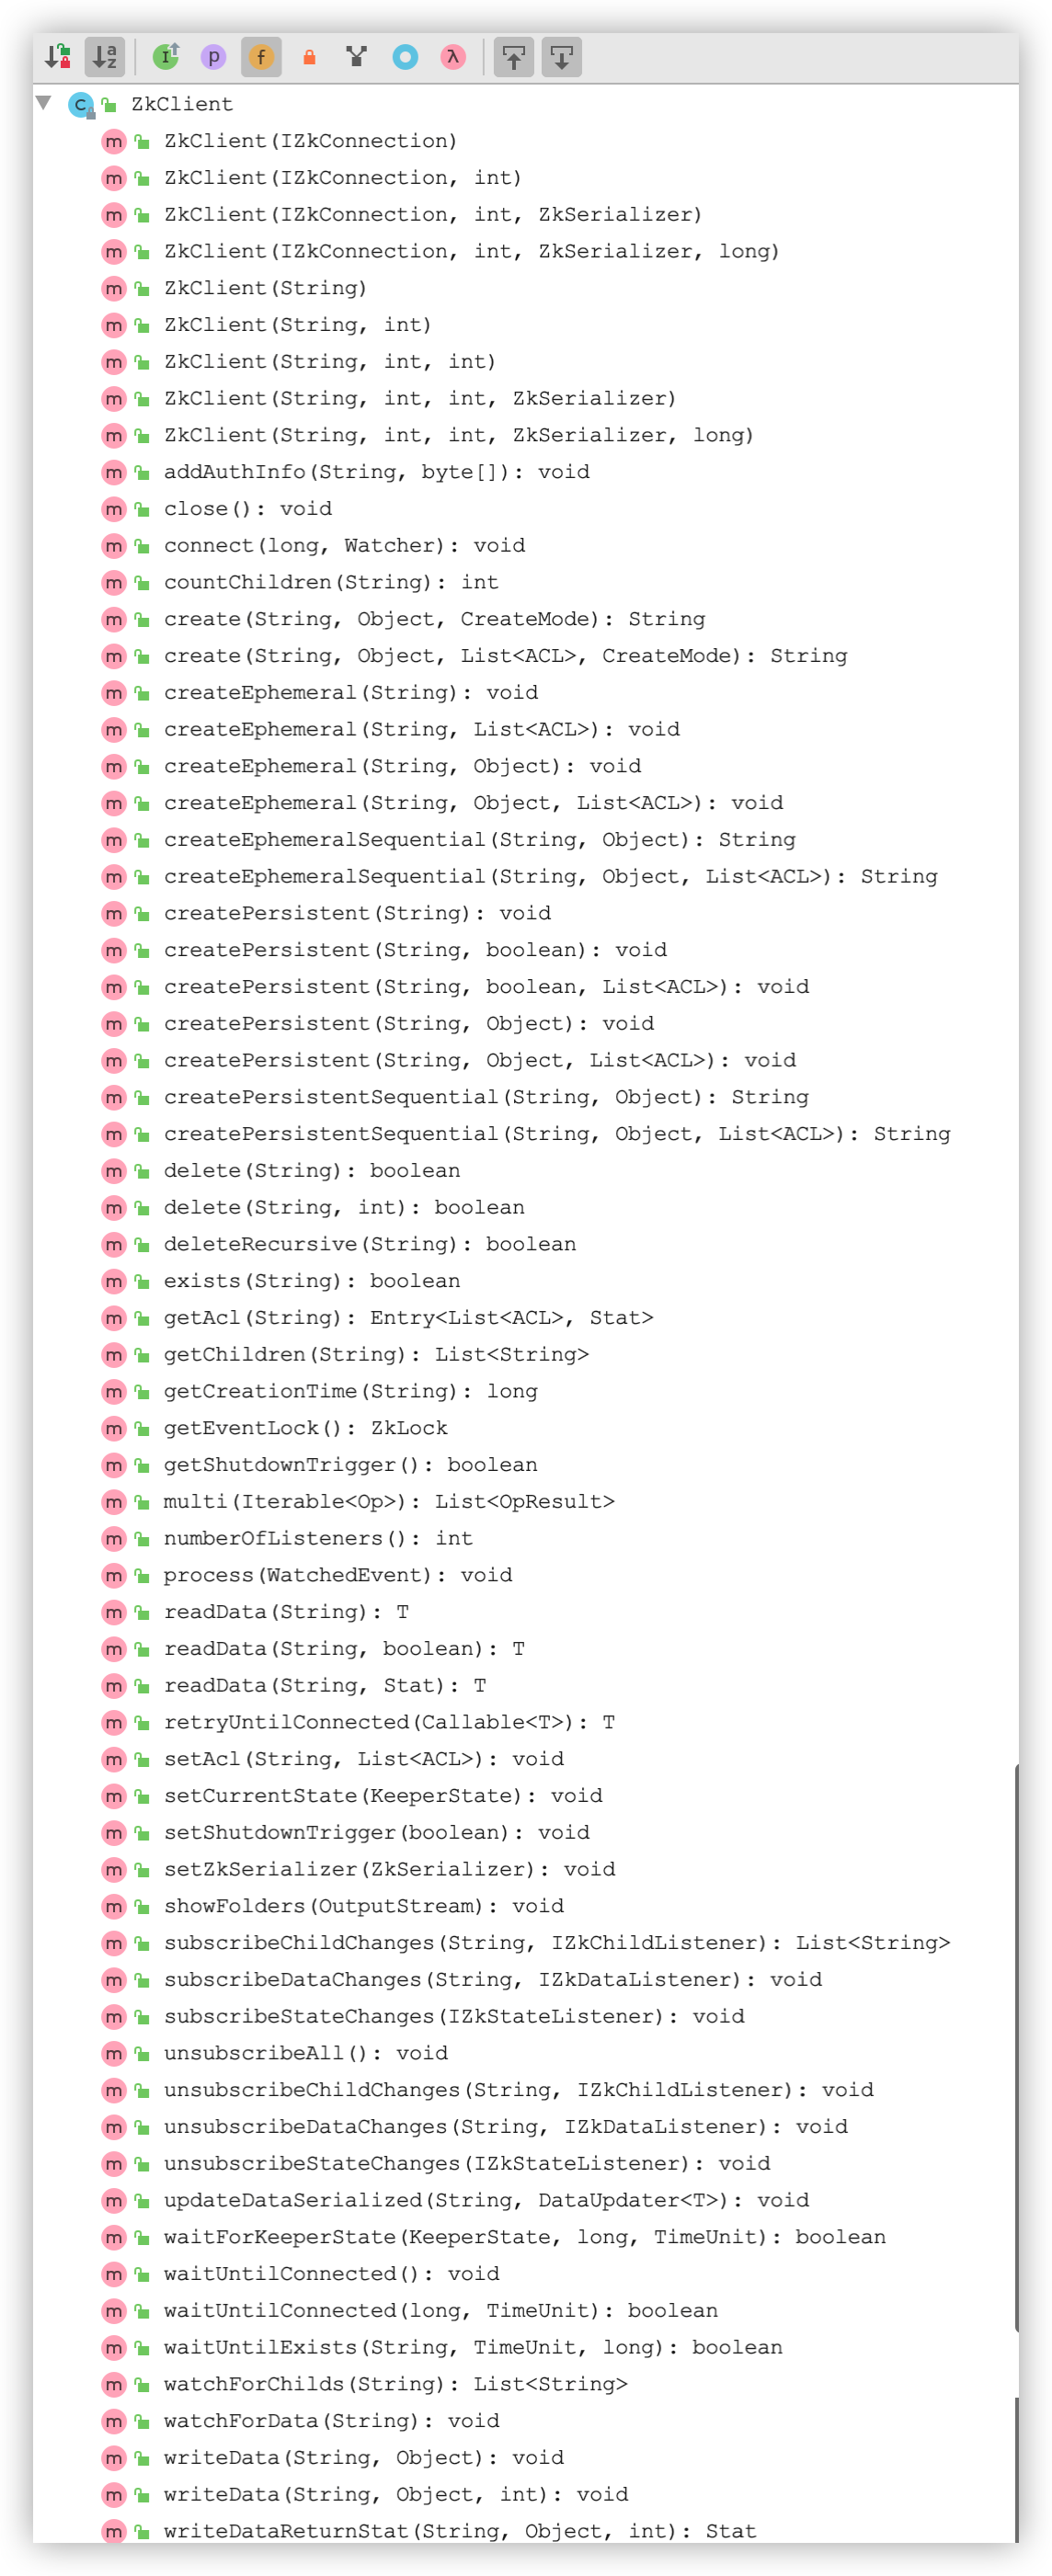 ZkClient
ZkClient(IZkConnection)
ZkClient(IZkConnection, int)
ZkClient(IZkConnection, int, ZkSerializer)
ZkClient(IZkConnection, int, ZkSerializer, long)
ZkClient(String)
ZkClient(String, int)
ZkClient(String, int, int)
ZkClient(String, int, int, ZkSerializer)
ZkClient(String, int, int, ZkSerializer, long)
addAuthInfo(String, byte[]): void
close(): void
connect(long, Watcher): void
countChildren(String): int
create(String, Object, CreateMode): String
create(String, Object, List<ACL>, CreateMode): String
createEphemeral(String): void
createEphemeral(String, List<ACL>): void
createEphemeral(String, Object): void
createEphemeral(String, Object, List<ACL>): void
createEphemeralSequential(String, Object): String
createEphemeralSequential(String, Object, List<ACL>): String
createPersistent(String): void
createPersistent(String, boolean): void
createPersistent(String, boolean, List<ACL>): void
createPersistent(String, Object): void
createPersistent(String, Object, List<ACL>): void
createPersistentSequential(String, Object): String
createPersistentSequential(String, Object, List<ACL>): String
delete(String): boolean
delete(String, int): boolean
deleteRecursive(String): boolean
exists(String): boolean
getAcl(String): Entry<List<ACL>, Stat>
getChildren(String): List<String>
getCreationTime(String): long
getEventLock(): ZkLock
getShutdownTrigger(): boolean
multi(Iterable<Op>): List<OpResult>
numberOfListeners(): int
process(WatchedEvent): void
readData(String): T
readData(String, boolean): T
readData(String, Stat): T
retryUntilConnected(Callable<T>): T
setAcl(String, List<ACL>): void
setCurrentState(KeeperState): void
setShutdownTrigger(boolean): void
setZkSerializer(ZkSerializer): void
showFolders(OutputStream): void
subscribeChildChanges(String, IZkChildListener): List<String>
subscribeDataChanges(String, IZkDataListener): void
subscribeStateChanges(IZkStateListener): void
unsubscribeAll(): void
unsubscribeChildChanges(String, IZkChildListener): void
unsubscribeDataChanges(String, IZkDataListener): void
unsubscribeStateChanges(IZkStateListener): void
updateDataSerialized(String, DataUpdater<T>): void
waitForKeeperState(KeeperState, long, TimeUnit): boolean
waitUntilConnected(): void
waitUntilConnected(long, TimeUnit): boolean
waitUntilExists(String, TimeUnit, long): boolean
watchForChilds(String): List<String>
watchForData(String): void
writeData(String, Object): void
writeData(String, Object, int): void
writeDataReturnStat(String, Object, int): Stat